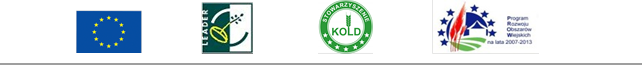 LEADER
STOWARZYSZENIE
KOLD
Program
Rozwoju
Obszarów
Wiejskich
na lata 2007-2013